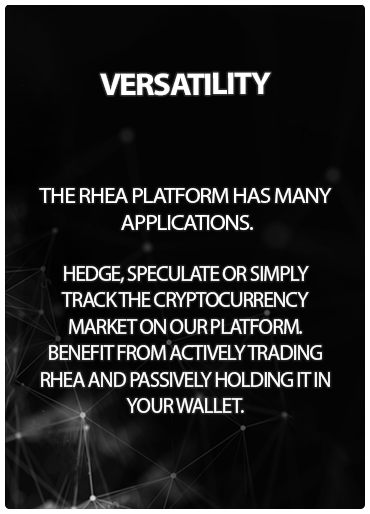 VERSATILITY
THE RHEA PLATFORM HAS MANY
APPLICATIONS.
HEDGE, SPECULATE OR SIMPLY
TRACK THE CRYPTOCURRENCY
MARKET ON OUR PLATFORM.
BENEFIT FROM ACTIVELY TRADING
RHEA AND PASSIVELY HOLDING IT IN
YOUR WALLET.